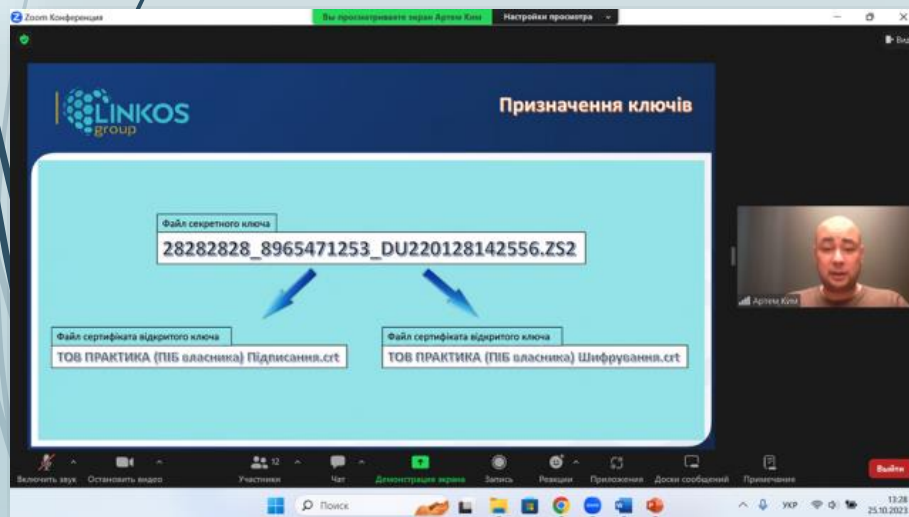 Zoom Конференция
Вы просматриваете экран Артем Ким
Настройки просмотра
Вид
LINKOS
group
Призначення ключів
Файл секретного ключа
28282828_8965471253_DU220128142556.ZS2
Файл сертифіката відкритого ключа
ТОВ ПРАКТИКА (ПІБ власника) Підписання.crt
Файл сертифіката відкритого ключа
ТОВ ПРАКТИКА (ПІБ власника) Шифрування.crt
Артем Ким
Включить звук
Остановить видео
Участники
12
Чат
Демонстрация экрана
Запись
Реакции
Приложения
Доски сообщений
Примечание
Выйти
Поиск
УКР
13:28
25.10.2023